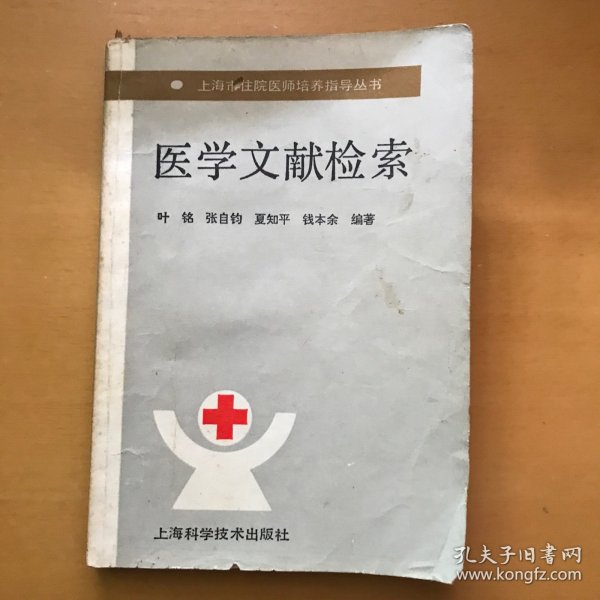 上海市住院医师培养指导丛书
医学文献检索
叶 铭 张自钧 夏知平 钱本余 编著
上海科学技术出版社
孔夫子旧书网
www.kongfz.com